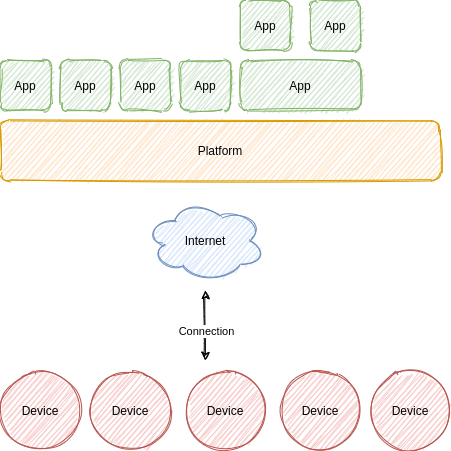 App
App
App
App
App
App
App
Platform
Internet
Connection
Device
Device
Device
Device
Device